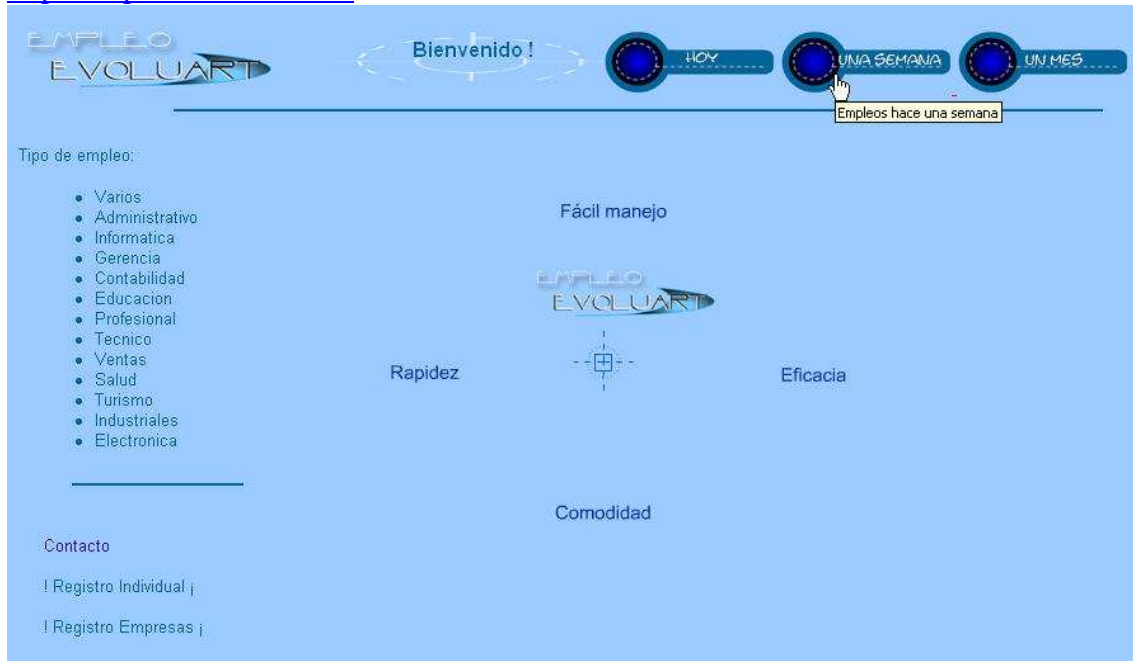 EMPLEO
EVOLUART
Bienvenido !
HOY
UNA SEMANA
UN MES
Empleos hace una semana
Tipo de empleo:
Varios
Administrativo
Informatica
Gerencia
Contabilidad
Educacion
Profesional
Tecnico
Ventas
Salud
Turismo
Industriales
Electronica
Fácil manejo
EMPLEO
EVOLUART
Rapidez
Eficacia
Comodidad
Contacto
! Registro Individual ¡
! Registro Empresas ¡